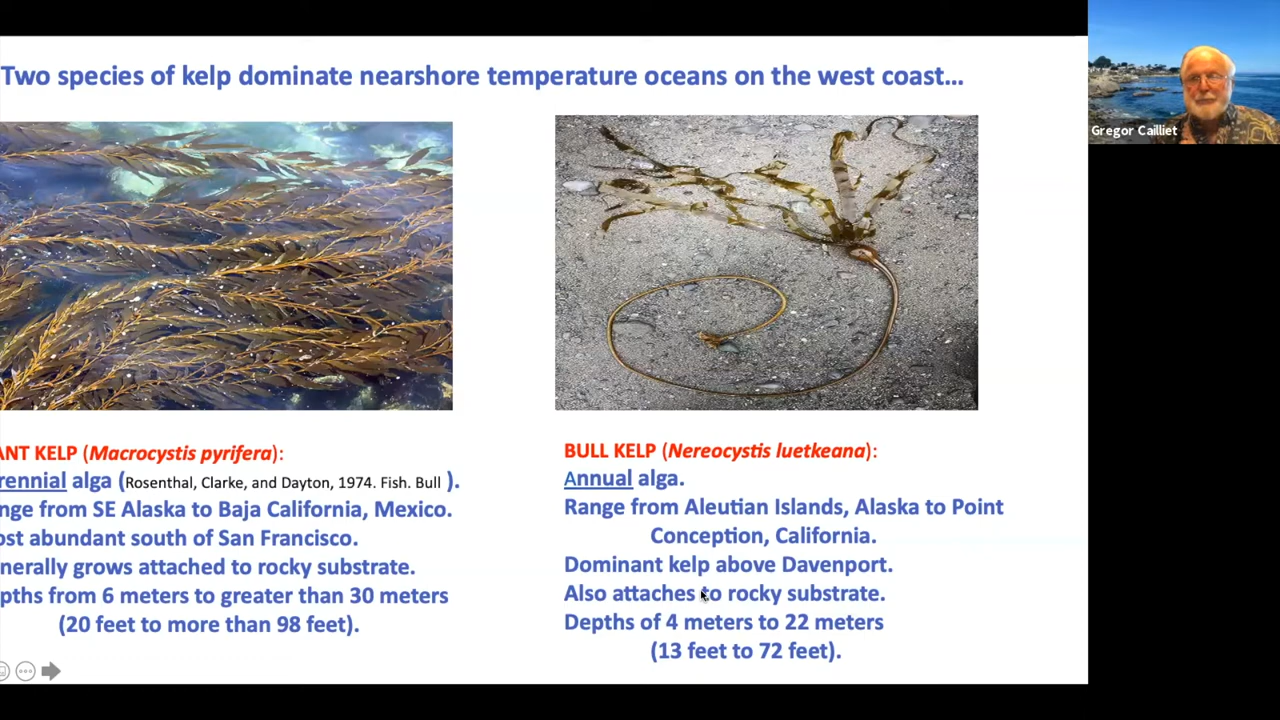 Two species of kelp dominate nearshore temperature oceans on the west coast...
Gregor Cailliet
ANT KELP (Macrocystis pyrifera):
rennial alga (Rosenthal, Clarke, and Dayton, 1974. Fish. Bull ).
nge from SE Alaska to Baja California, Mexico.
ost abundant south of San Francisco.
nerally grows attached to rocky substrate.
pths from 6 meters to greater than 30 meters
(20 feet to more than 98 feet).
BULL KELP (Nereocystis luetkeana):
Annual alga.
Range from Aleutian Islands, Alaska to Point
Conception, California.
Dominant kelp above Davenport.
Also attaches to rocky substrate.
Depths of 4 meters to 22 meters
(13 feet to 72 feet).